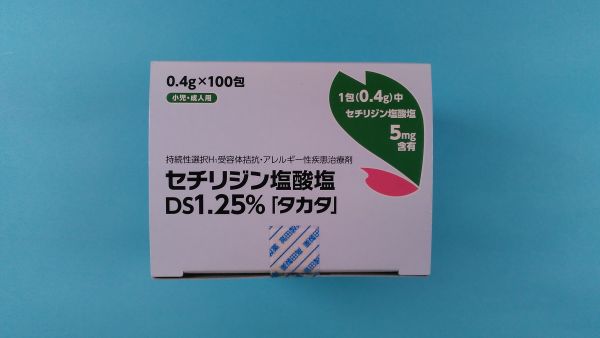 0.4g×100包
小児・成人用
1包(0.4g)中
セチリジン塩酸塩
5mg
含有
持続性選択H₁受容体拮抗・アレルギー性疾患治療剤
セチリジン塩酸塩
DS1.25%「タカタ」